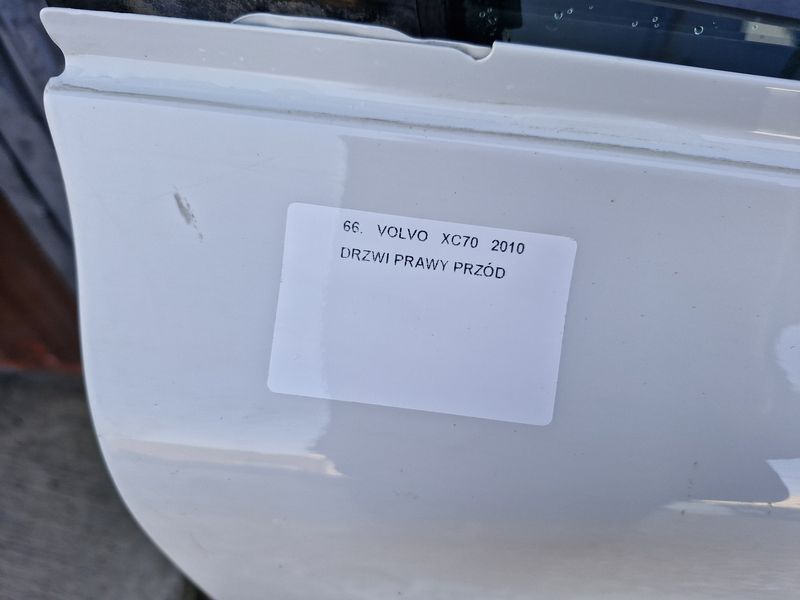 66. VOLVO XC70 2010
DRZWI PRAWY PRZÓD